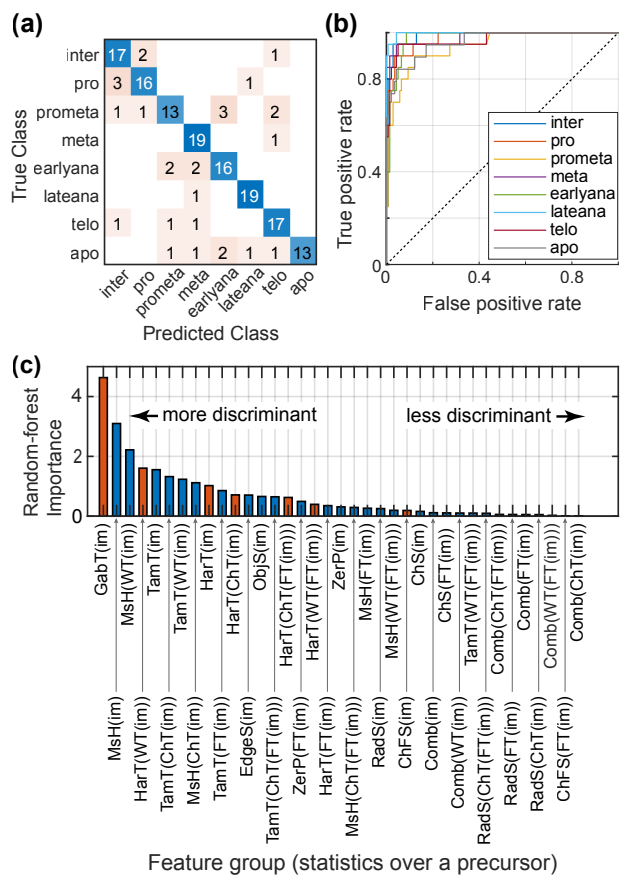 (a)
True Class
inter 17 2 1
pro 3 16 1
prometa 1 1 13 3 2
meta 19 1
earlyana 2 2 16
lateana 1 19
telo 1 1 1 17
apo 1 1 2 1 1 13
inter pro prometa meta earlyana lateana telo apo
Predicted Class
(b)
True positive rate
0.8
0.4
0
0 0.4 0.8
False positive rate
inter
pro
prometa
meta
earlyana
lateana
telo
apo
(c)
Random-forest
Importance
4
2
0
more discriminant
less discriminant
GabT(im)
MsH(WT(im))
TamT(im)
TamT(WT(im))
HarT(im)
HarT(ChT(im))
ObjS(im)
HarT(ChT(FT(im)))
HarT(WT(FT(im)))
ZerP(im)
MsH(FT(im))
MsH(WT(FT(im)))
ChS(im)
ChS(FT(im))
TamT(WT(FT(im)))
Comb(ChT(FT(im)))
Comb(FT(im))
Comb(WT(FT(im)))
Comb(ChT(im))
MsH(im)
HarT(WT(im))
TamT(ChT(im))
MsH(ChT(im))
TamT(FT(im))
EdgeS(im)
TamT(ChT(FT(im)))
ZerP(FT(im))
HarT(FT(im))
MsH(ChT(FT(im)))
RadS(im)
ChFS(im)
Comb(im)
Comb(WT(im))
RadS(ChT(FT(im)))
RadS(FT(im))
RadS(ChT(im))
ChFS(FT(im))
Feature group (statistics over a precursor)